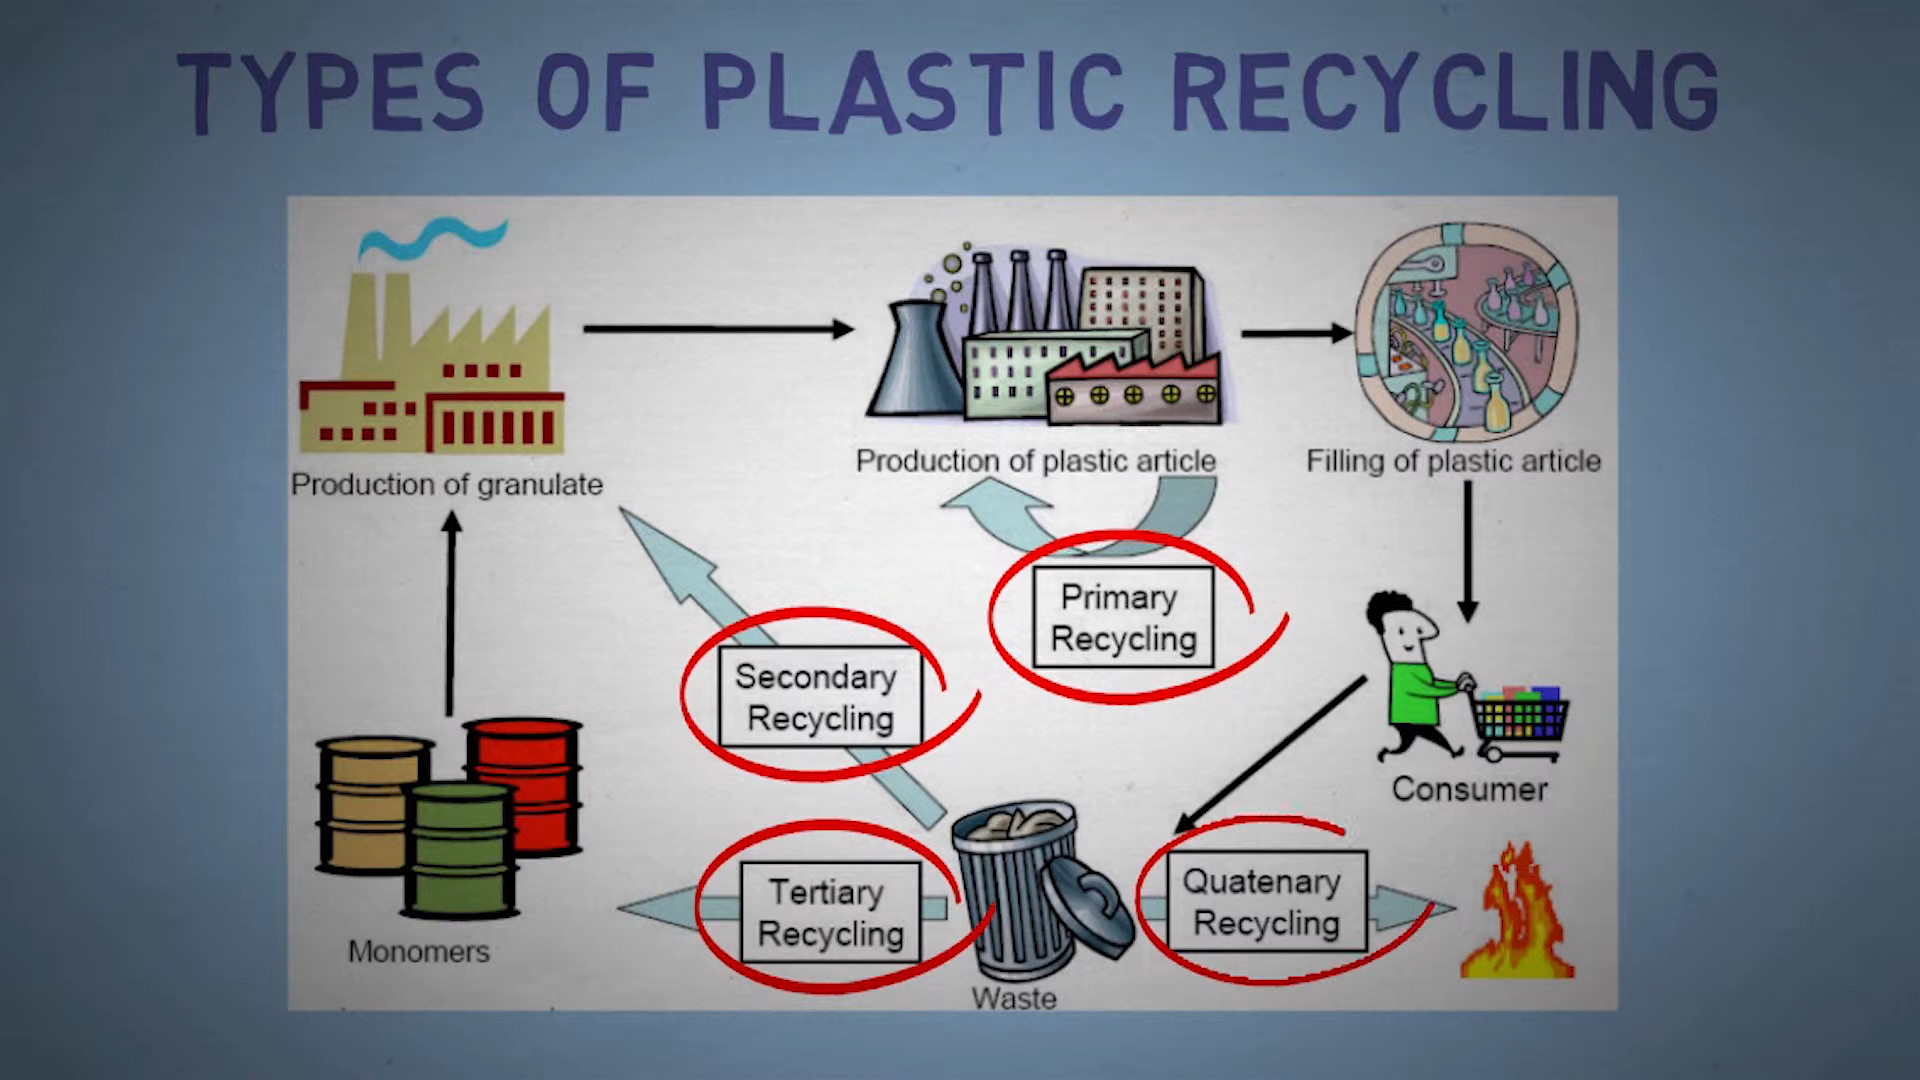 TYPES OF PLASTIC RECYCLING
Production of granulate
Production of plastic article
Filling of plastic article
Primary
Recycling
Secondary
Recycling
Consumer
Tertiary
Recycling
Quatenary
Recycling
Monomers
Waste